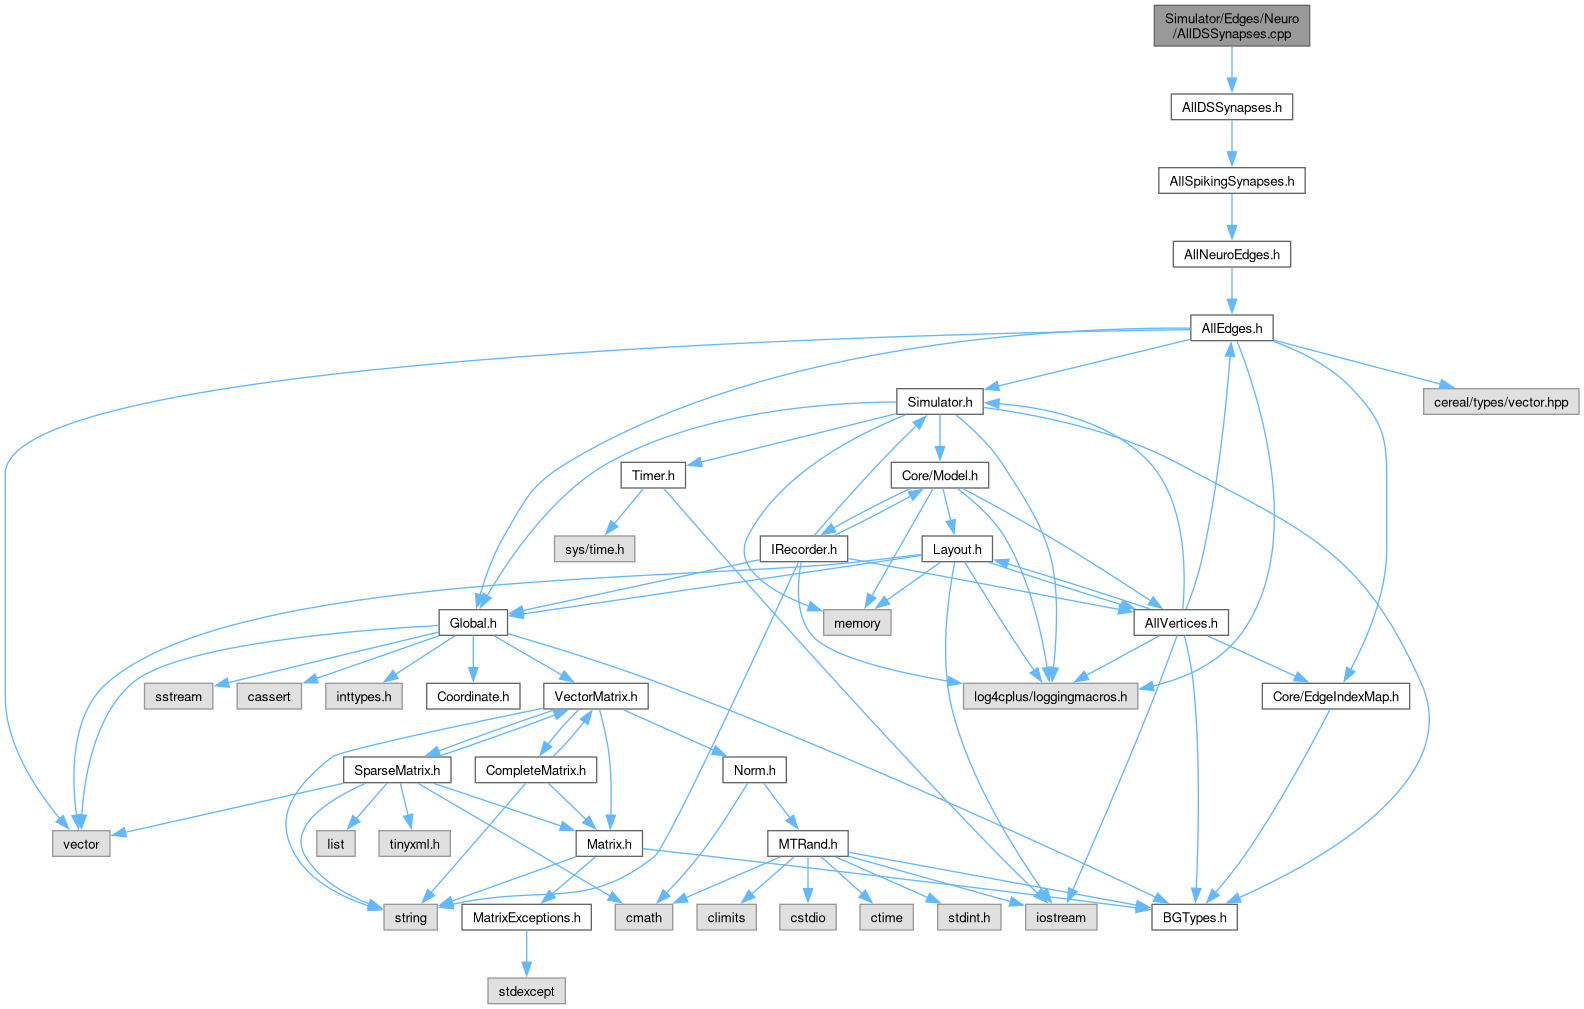 Simulator/Edges/Neuro
/AllDSSynapses.cpp
AllDSSynapses.h
AllSpikingSynapses.h
AllNeuroEdges.h
AllEdges.h
Simulator.h
cereal/types/vector.hpp
Timer.h
Core/Model.h
sys/time.h
IRecorder.h
Layout.h
Global.h
memory
AllVertices.h
sstream
cassert
inttypes.h
Coordinate.h
VectorMatrix.h
log4cplus/loggingmacros.h
Core/EdgeIndexMap.h
SparseMatrix.h
CompleteMatrix.h
Norm.h
vector
list
tinyxml.h
Matrix.h
MTRand.h
string
MatrixExceptions.h
cmath
climits
cstdio
ctime
stdint.h
iostream
BGTypes.h
stdexcept